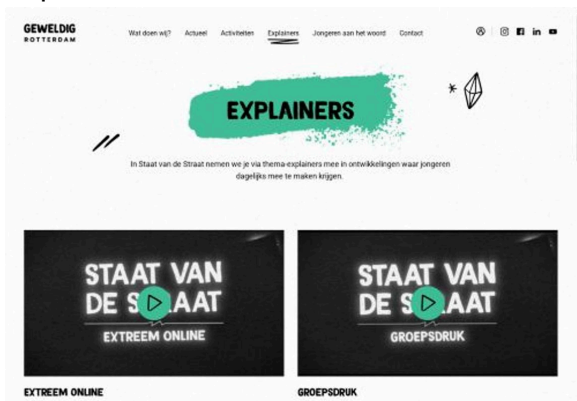 GEWELDIG
ROTTERDAM
Wat doen wij? Actueel Activiteiten Explainers Jongeren aan het woord Contact
EXPLAINERS
In Staat van de Straat nemen we je via thema-explainers mee in ontwikkelingen waar jongeren
dagelijks mee te maken krijgen.
STAAT VAN
DE STRAAT
EXTREEM ONLINE
STAAT VAN
DE STRAAT
GROEPSDRUK
EXTREEM ONLINE
GROEPSDRUK